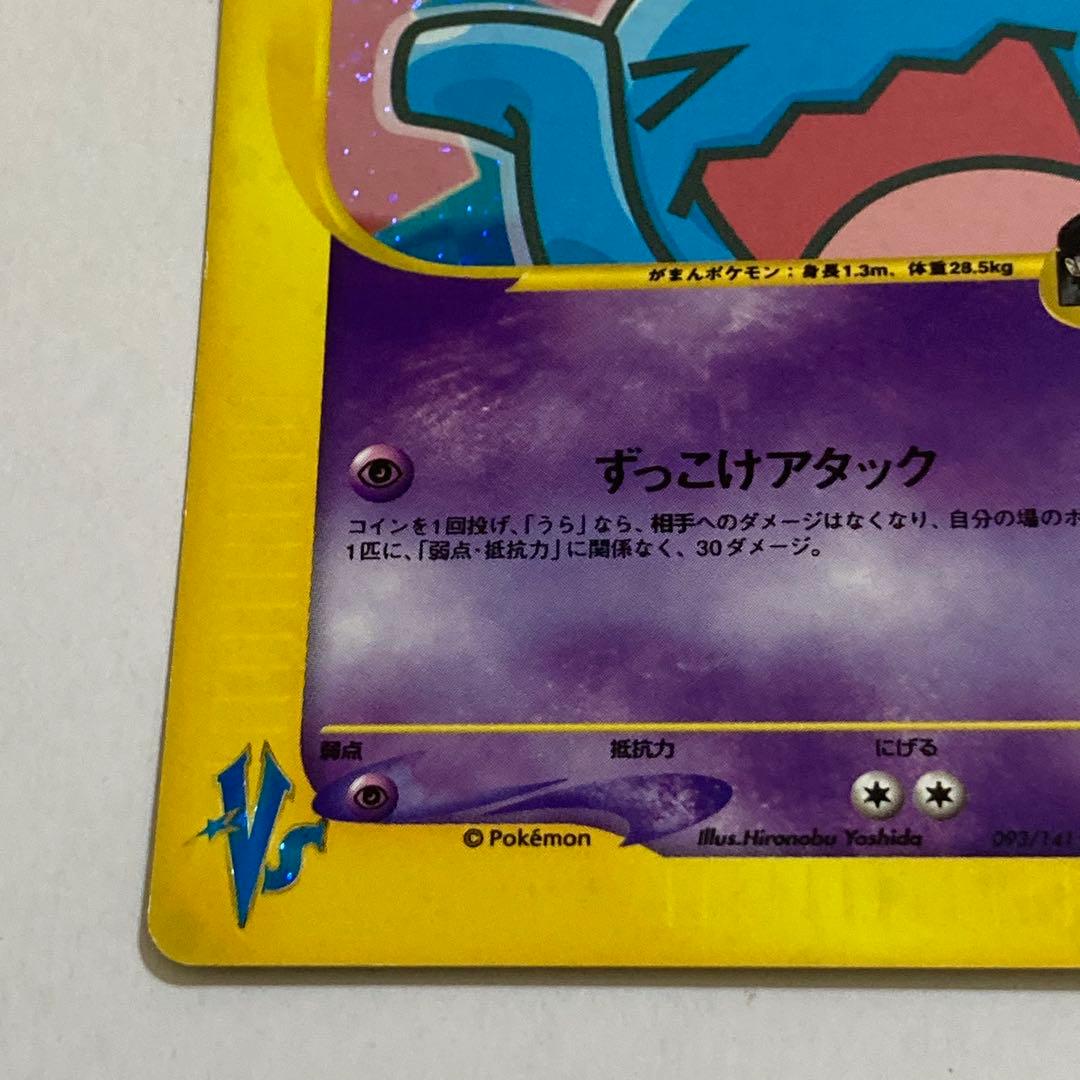 がまんポケモン：身長1.3m、体重28.5kg
ずっこけアタック
コインを1回投げ、「うら」なら、相手へのダメージはなくなり、自分の場のポ
1匹に、「弱点・抵抗力」に関係なく、30ダメージ。
弱点 抵抗力 にげる
VS
© Pokémon Illus.Hironobu Yoshida 093/141